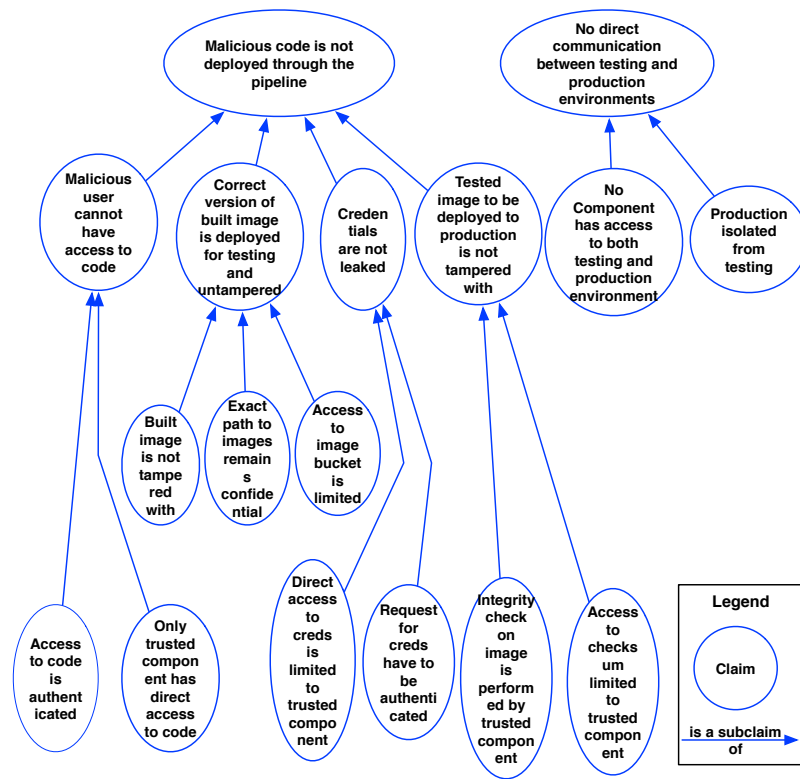 Malicious code is not
deployed through the
pipeline
No direct
communication
between testing and
production
environments
Malicious
user
cannot
have
access to
code
Correct
version of
built image
is deployed
for testing
and
untampered
Creden
tials
are not
leaked
Tested
image to be
deployed to
production
is not
tampered
with
No
Component
has access
to both
testing and
production
environment
Production
isolated
from
testing
Built
image
is not
tampe
red
with
Exact
path to
images
remain
s
confid
ential
Access
to
image
bucket
is
limited
Access
to code
is
authent
icated
Only
trusted
compon
ent has
direct
access
to code
Direct
access
to
creds
is
limited
to
trusted
compo
nent
Request
for
creds
have to
be
authenti
cated
Integrity
check
on
image
is
perform
ed by
trusted
compon
ent
Access
to
checks
um
limited
to
trusted
compon
ent
Legend
Claim
is a subclaim
of